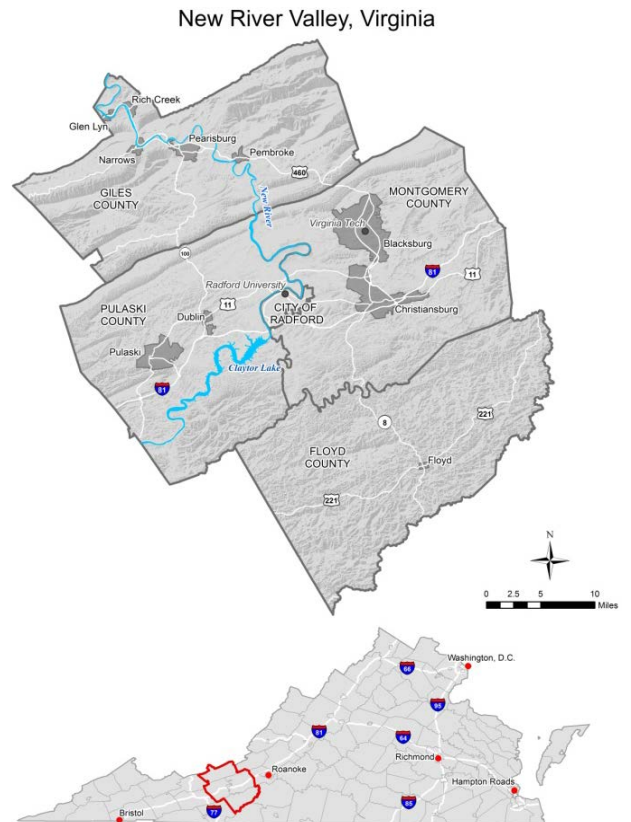 New River Valley, Virginia
Rich Creek
Glen Lyn
Pearisburg
Narrows
Pembroke
460
GILES
COUNTY
New River
MONTGOMERY
COUNTY
Virginia Tech
Blacksburg
100
81
11
Radford University
PULASKI
COUNTY
11
CITY OF
RADFORD
Christiansburg
Dublin
Pulaski
Claytor Lake
81
8
221
FLOYD
COUNTY
Floyd
221
N
0 2.5 5 10
Miles
Washington, D.C.
66
95
81
64
Richmond
Roanoke
Hampton Roads
77
85
Bristol